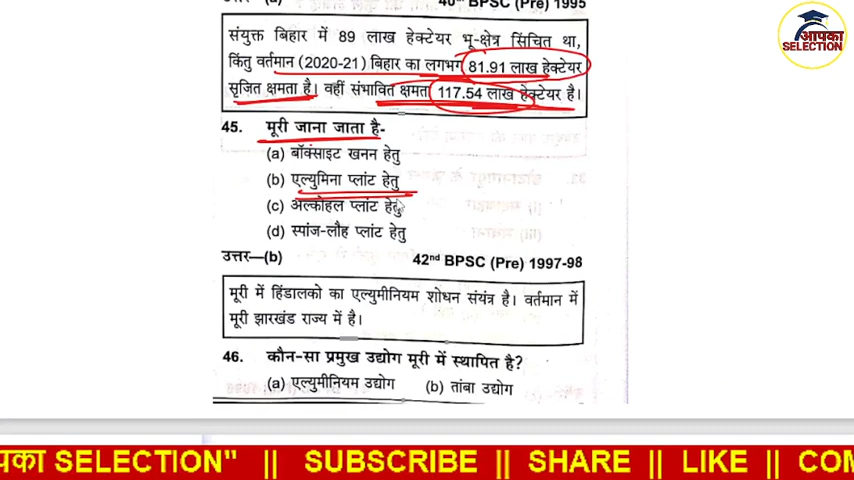 40th BPSC (Pre) 1995
आपका
SELECTION
संयुक्त बिहार में 89 लाख हेक्टेयर भू-क्षेत्र सिंचित था,
किंतु वर्तमान (2020-21) बिहार का लगभग 81.91 लाख हेक्टेयर
सृजित क्षमता है। वहीं संभावित क्षमता 117.54 लाख हेक्टेयर है।
45. मूरी जाना जाता है-
(a) बॉक्साइट खनन हेतु
(b) एल्युमिना प्लांट हेतु
(c) अल्कोहल प्लांट हेतु
(d) स्पांज-लौह प्लांट हेतु
उत्तर—(b) 42nd BPSC (Pre) 1997-98
मूरी में हिंडालको का एल्युमीनियम शोधन संयंत्र है। वर्तमान में
मूरी झारखंड राज्य में है।
46. कौन-सा प्रमुख उद्योग मूरी में स्थापित है?
(a) एल्युमीनियम उद्योग (b) तांबा उद्योग
पका SELECTION" || SUBSCRIBE || SHARE || LIKE || COM